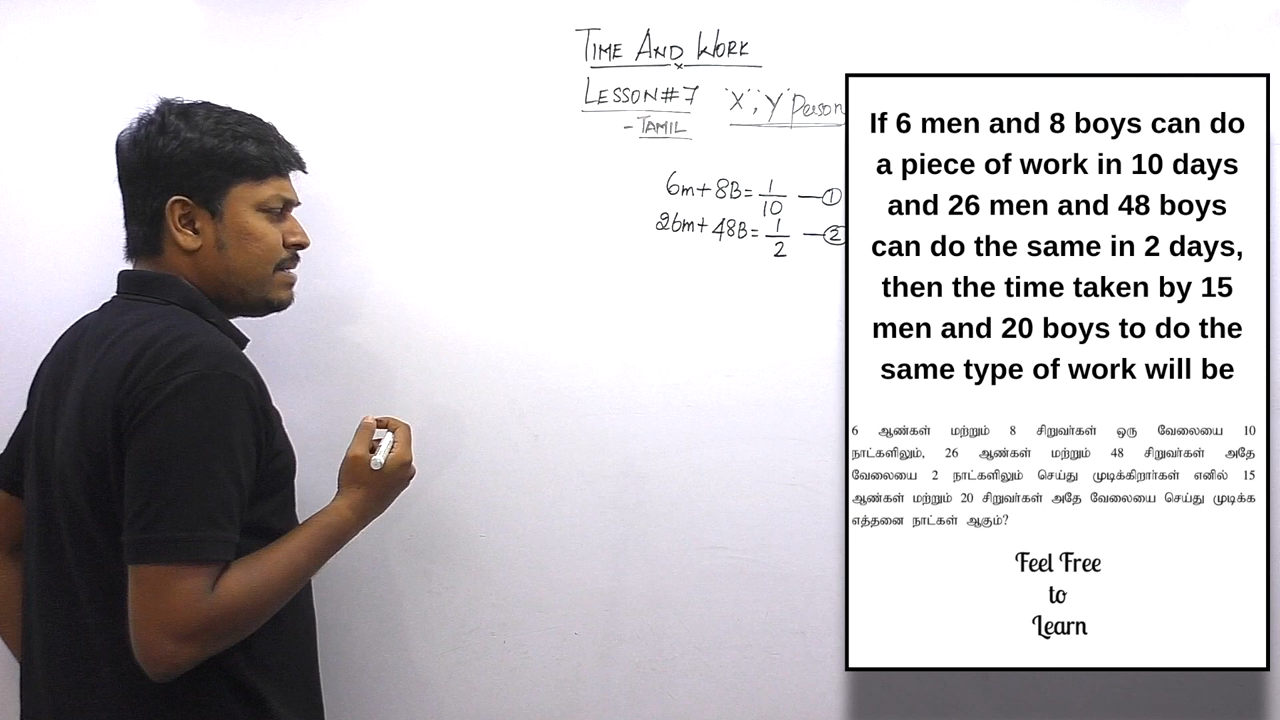 TIME AND WORK
LESSON#7 "X", "Y" Person
- TAMIL
6m+8B=1/10 —①
26m+48B=1/2 —②
If 6 men and 8 boys can do
a piece of work in 10 days
and 26 men and 48 boys
can do the same in 2 days,
then the time taken by 15
men and 20 boys to do the
same type of work will be
6 ஆண்கள் மற்றும் 8 சிறுவர்கள் ஒரு வேலையை 10
நாட்களிலும், 26 ஆண்கள் மற்றும் 48 சிறுவர்கள் அதே
வேலையை 2 நாட்களிலும் செய்து முடிக்கிறார்கள் எனில் 15
ஆண்கள் மற்றும் 20 சிறுவர்கள் அதே வேலையை செய்து முடிக்க
எத்தனை நாட்கள் ஆகும்?
Feel Free
to
Learn